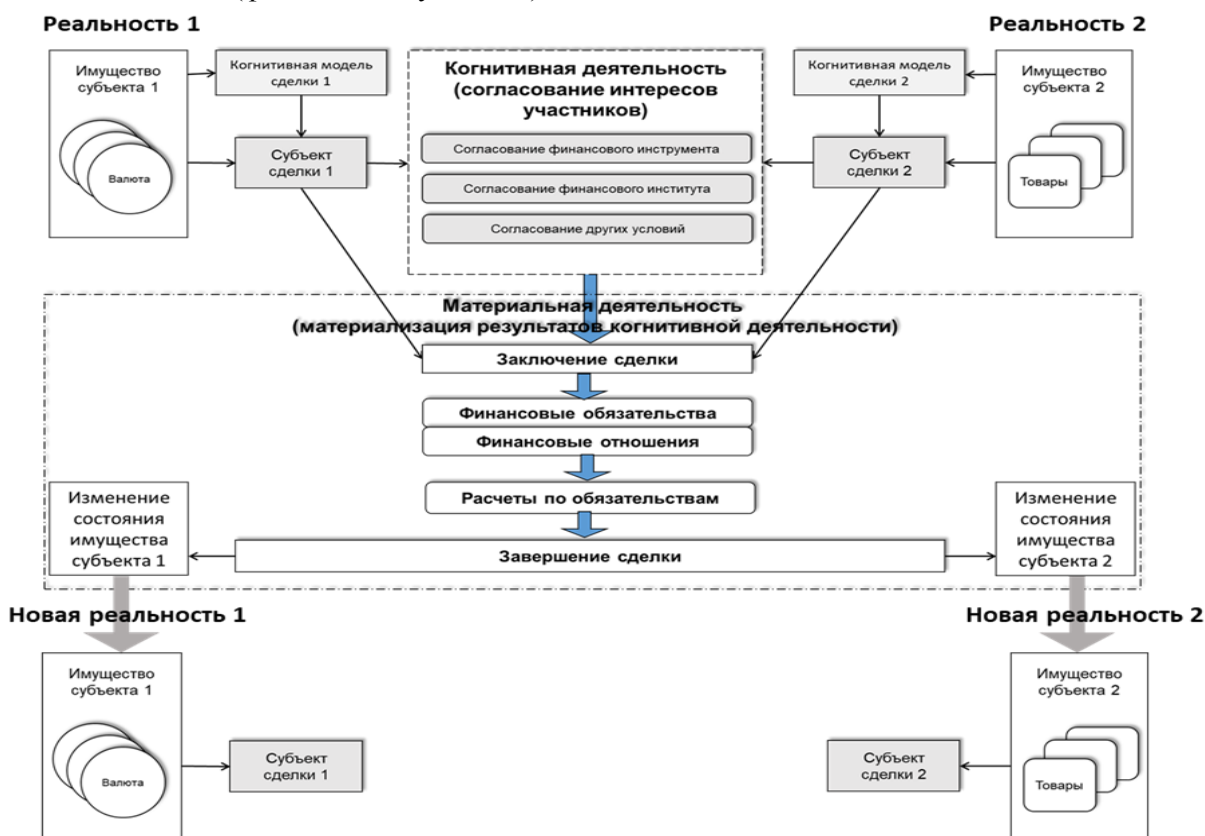 Реальность 1
Реальность 2
Имущество
субъекта 1
Валюта
Когнитивная модель
сделки 1
Субъект
сделки 1
Когнитивная деятельность
(согласование интересов
участников)
Согласование финансового инструмента
Согласование финансового института
Согласование других условий
Когнитивная модель
сделки 2
Субъект
сделки 2
Имущество
субъекта 2
Товары
Материальная деятельность
(материализация результатов когнитивной деятельности)
Заключение сделки
Финансовые обязательства
Финансовые отношения
Расчеты по обязательствам
Завершение сделки
Изменение
состояния
имущества
субъекта 1
Изменение
состояния
имущества
субъекта 2
Новая реальность 1
Новая реальность 2
Имущество
субъекта 1
Валюта
Субъект
сделки 1
Субъект
сделки 2
Имущество
субъекта 2
Товары